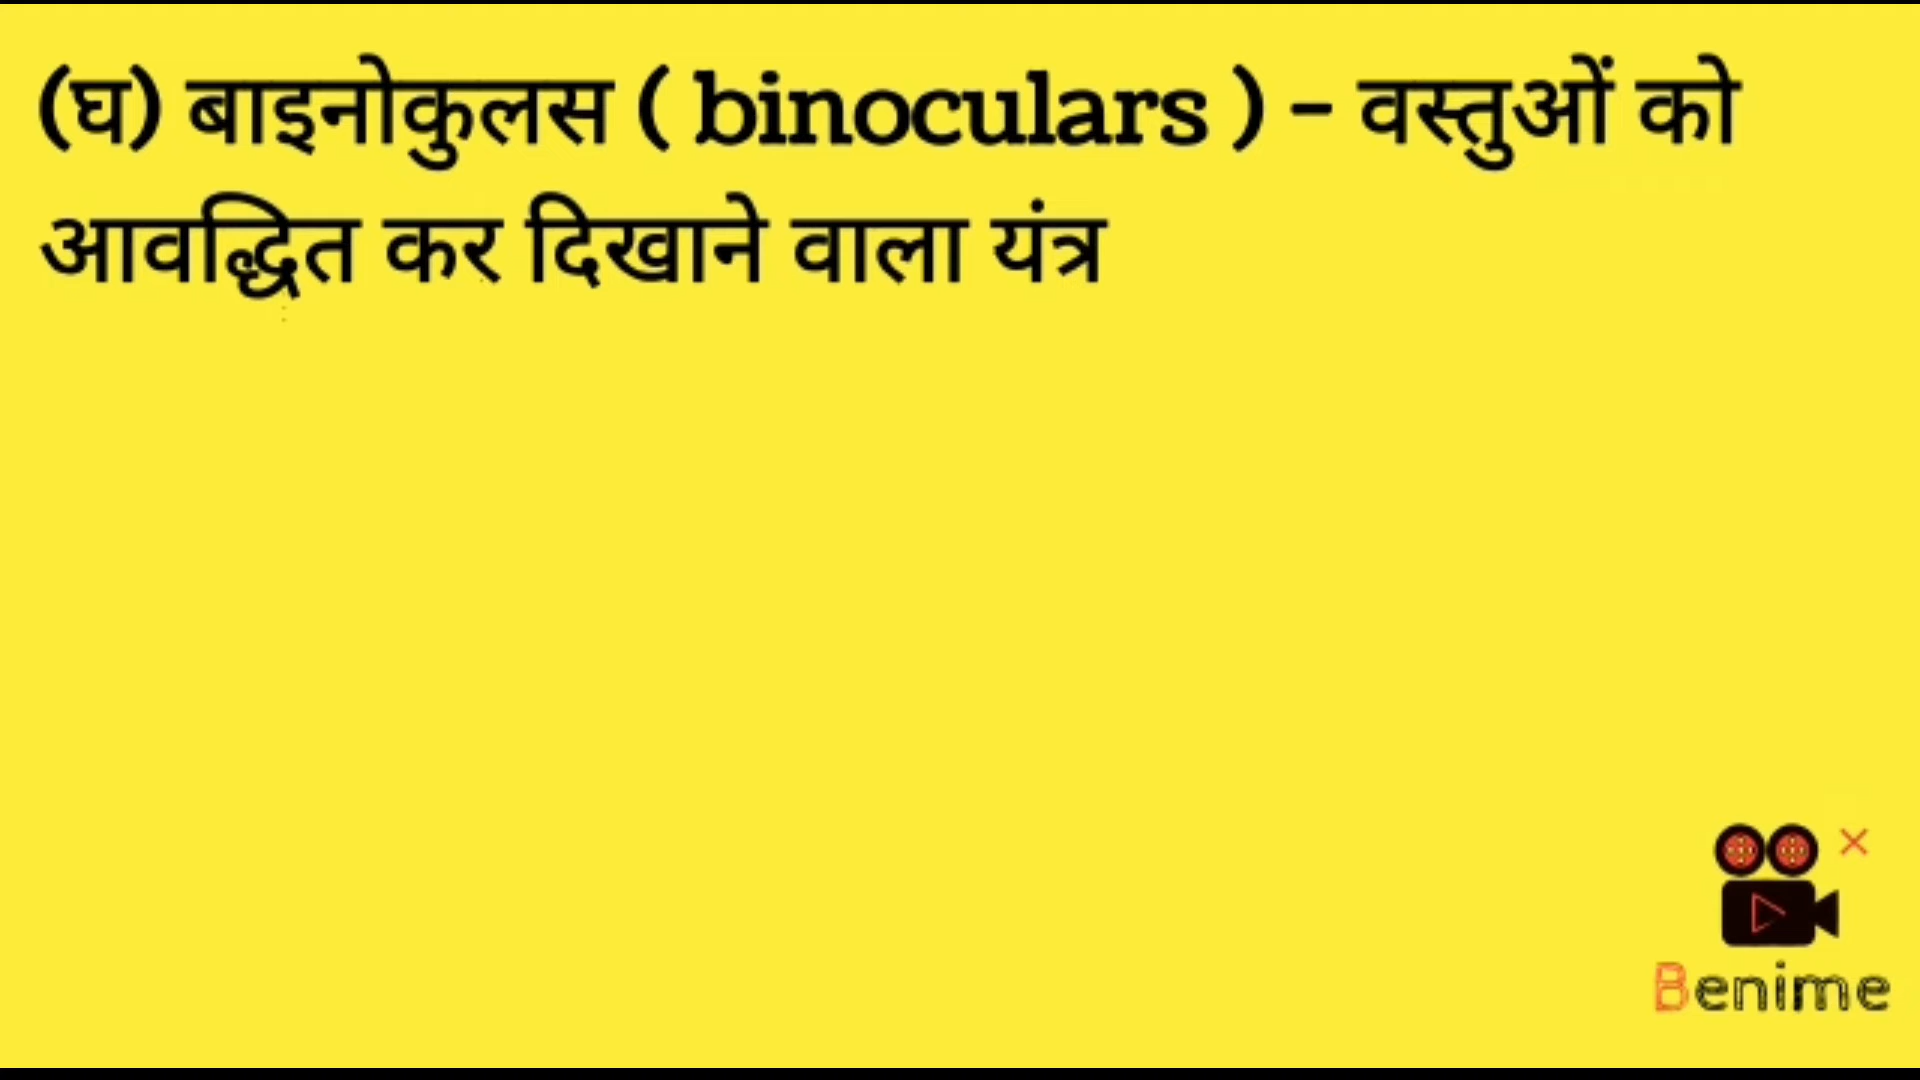 (घ) बाइनोकुलस ( binoculars ) - वस्तुओं को
आवद्धित कर दिखाने वाला यंत्र
Benime